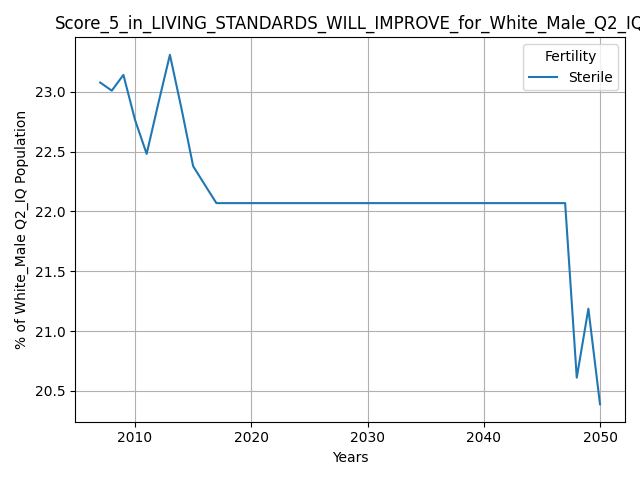 Score_5_in_LIVING_STANDARDS_WILL_IMPROVE_for_White_Male_Q2_IQ
Fertility
Sterile
% of White_Male Q2_IQ Population
23.0
22.5
22.0
21.5
21.0
20.5
2010 2020 2030 2040 2050
Years